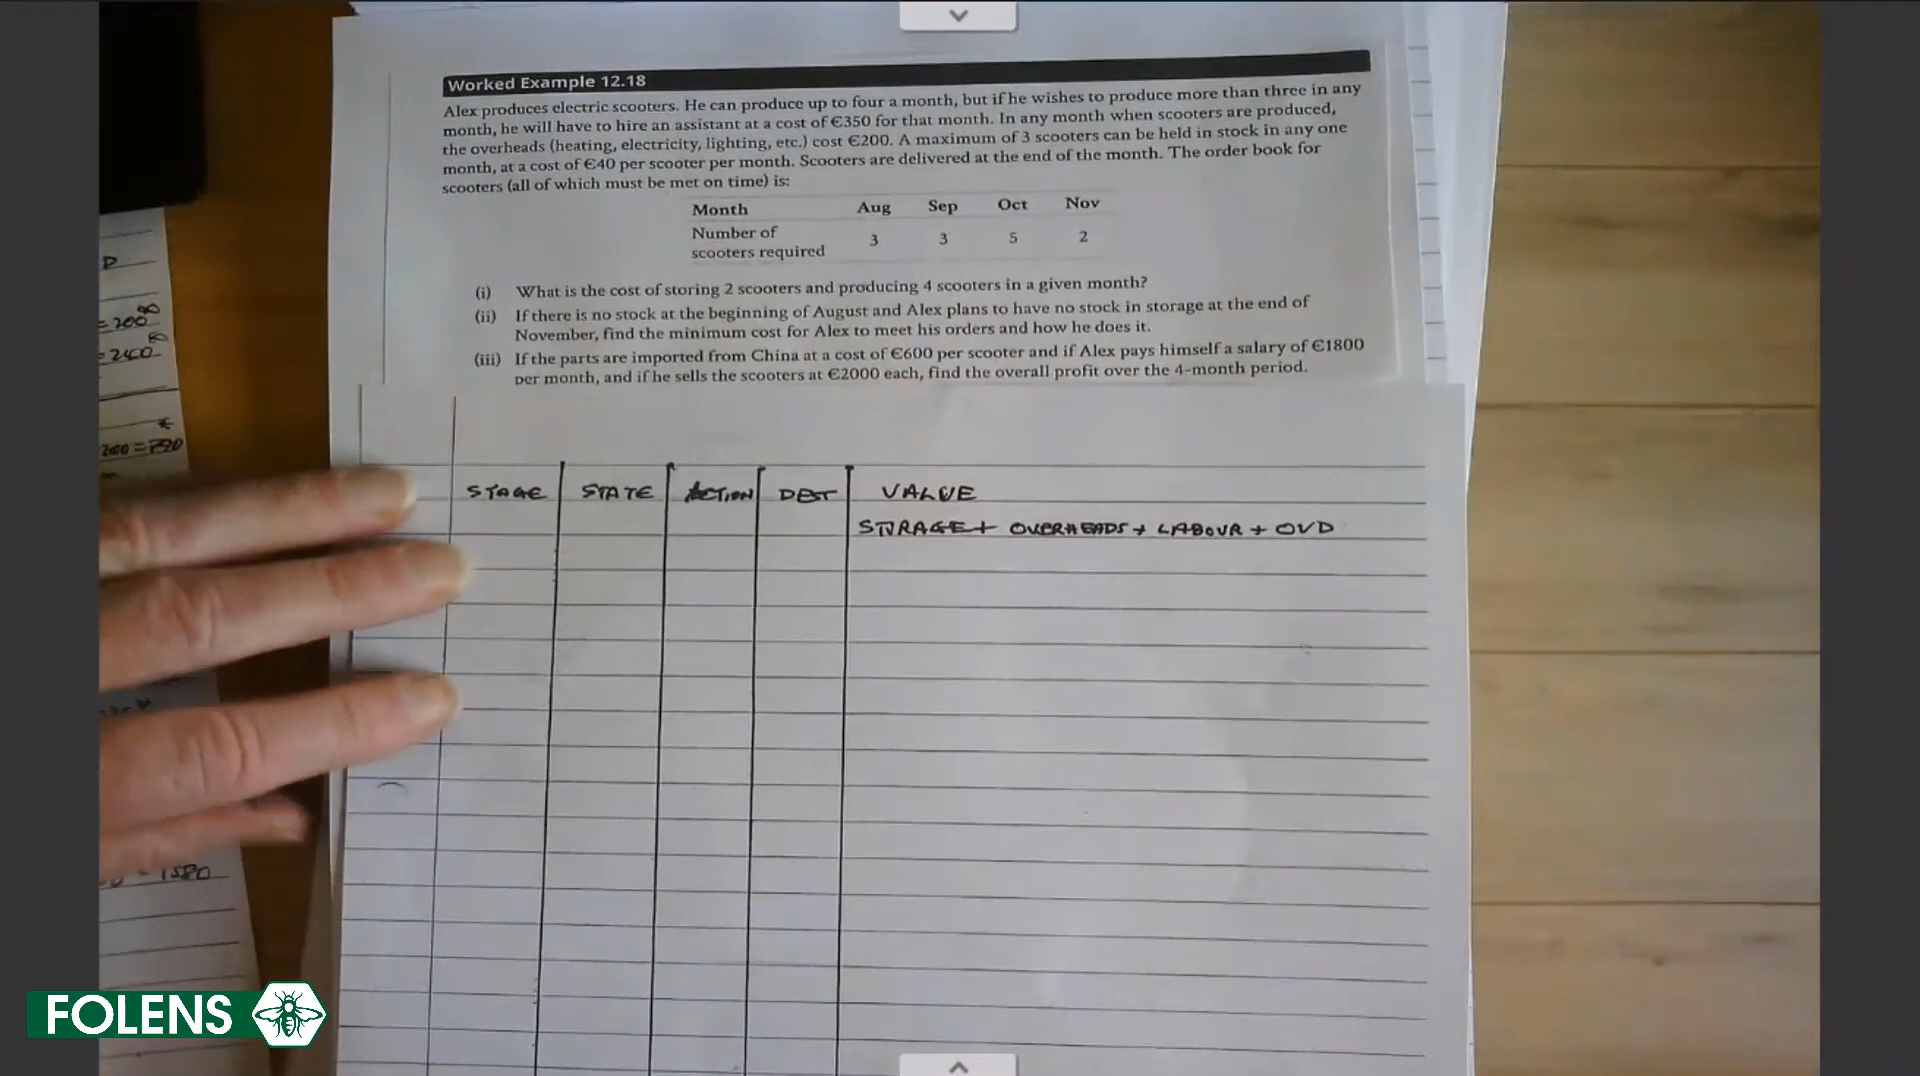 Worked Example 12.18
Alex produces electric scooters. He can produce up to four a month, but if he wishes to produce more than three in any
month, he will have to hire an assistant at a cost of €350 for that month. In any month when scooters are produced,
the overheads (heating, electricity, lighting, etc.) cost €200. A maximum of 3 scooters can be held in stock in any one
month, at a cost of €40 per scooter per month. Scooters are delivered at the end of the month. The order book for
scooters (all of which must be met on time) is:
Month Aug Sep Oct Nov
Number of
scooters required 3 3 5 2
(i) What is the cost of storing 2 scooters and producing 4 scooters in a given month?
(ii) If there is no stock at the beginning of August and Alex plans to have no stock in storage at the end of
November, find the minimum cost for Alex to meet his orders and how he does it.
(iii) If the parts are imported from China at a cost of €600 per scooter and if Alex pays himself a salary of €1800
per month, and if he sells the scooters at €2000 each, find the overall profit over the 4-month period.
D
= 200
= 240
200 = 790
1580
STAGE STATE ACTION DEST VALUE
STORAGE + OVERHEADS + LABOUR + OVD
FOLENS